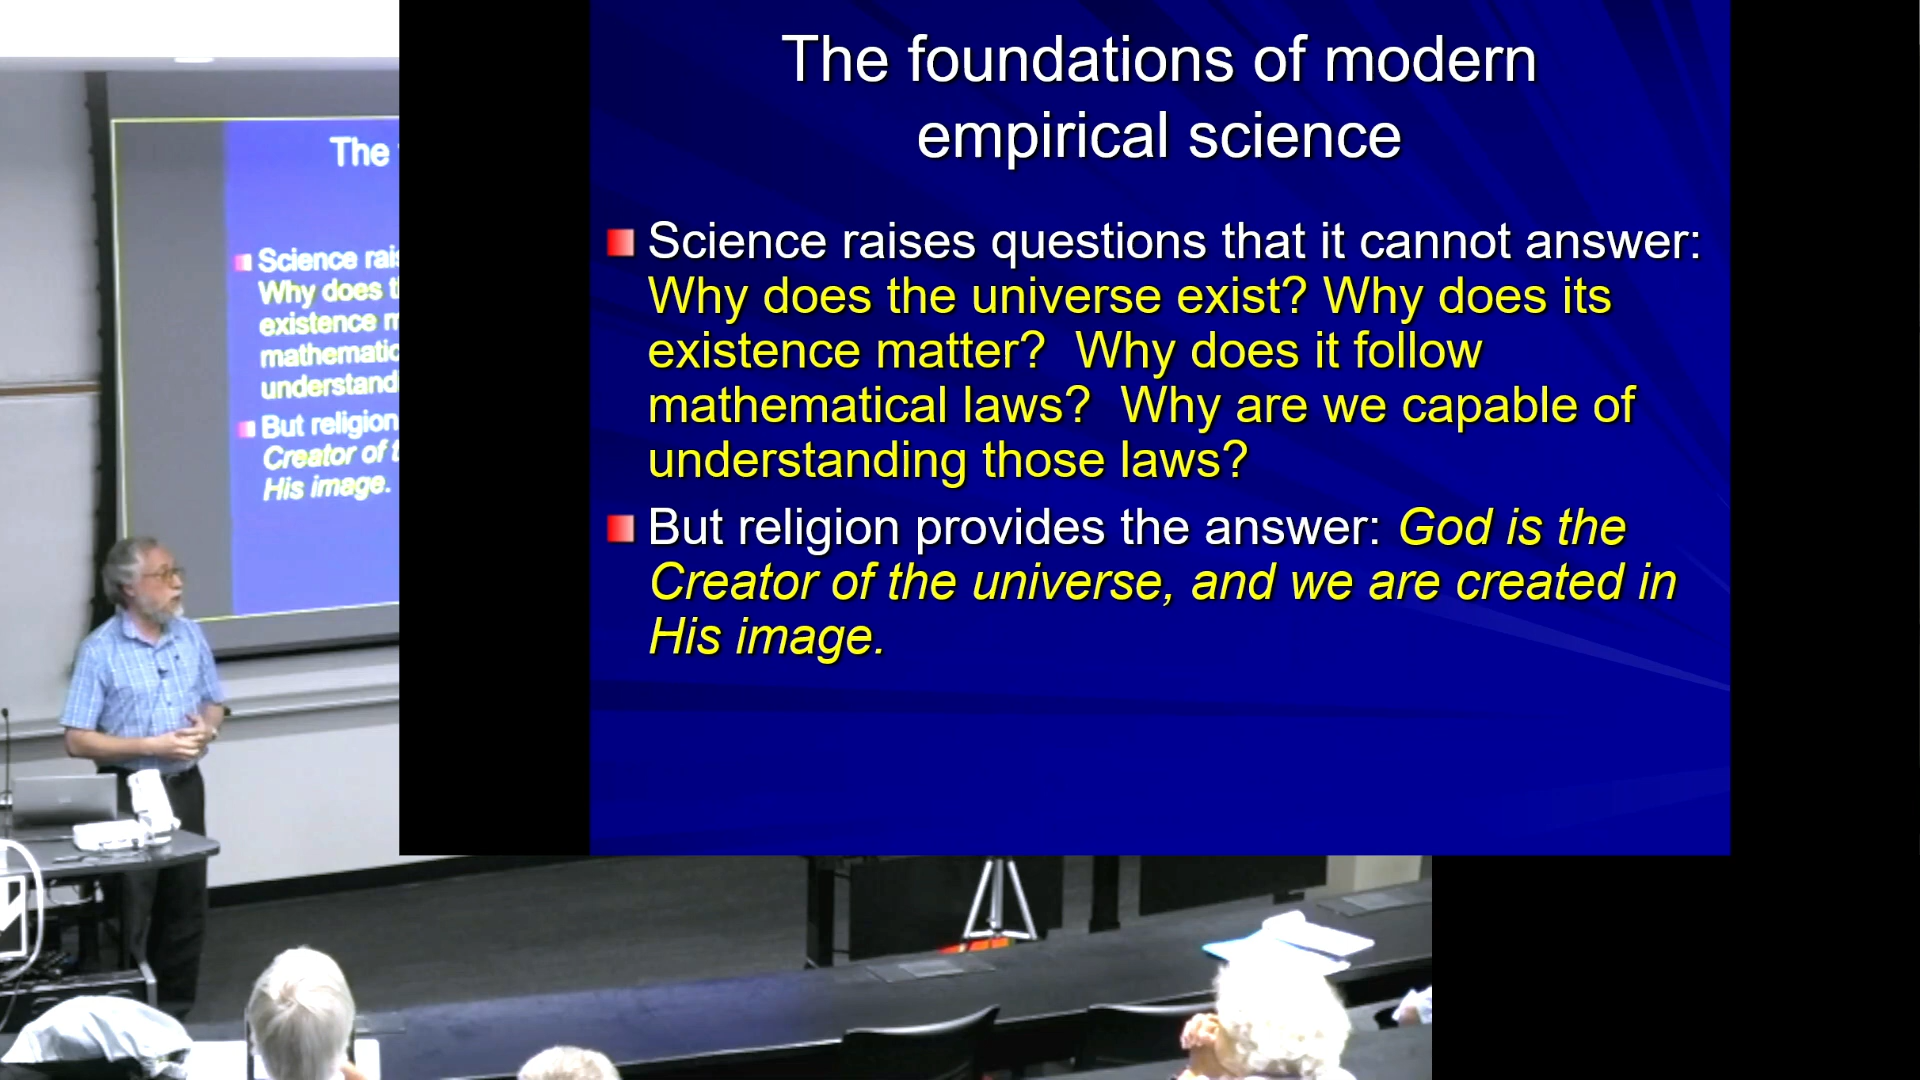 The foundations of modern
empirical science
Science raises questions that it cannot answer:
Why does the universe exist? Why does its
existence matter? Why does it follow
mathematical laws? Why are we capable of
understanding those laws?
But religion provides the answer: God is the
Creator of the universe, and we are created in
His image.
The
Science rais
Why does t
existence m
mathematic
understand
But religion
Creator of t
His image.